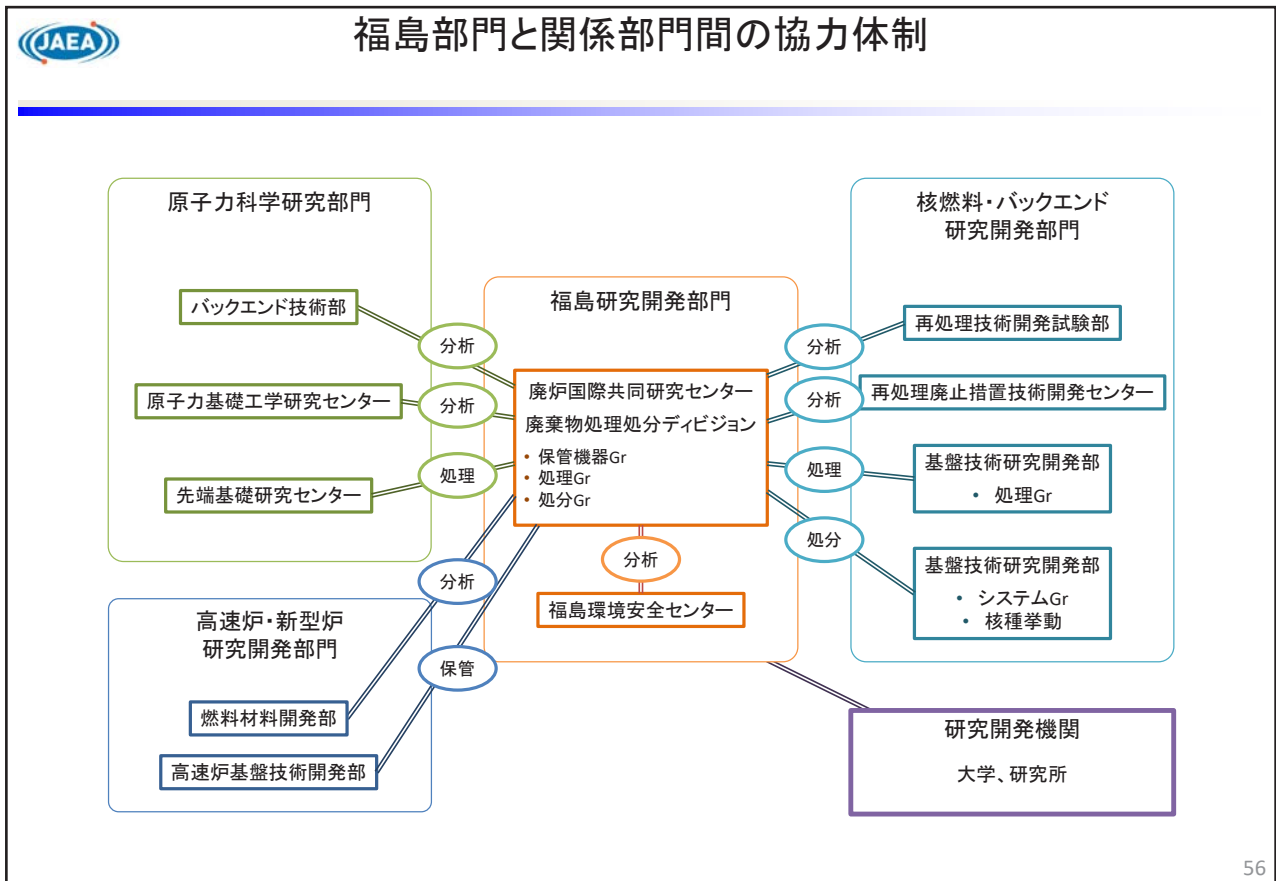 JAEA
福島部門と関係部門間の協力体制
原子力科学研究部門
バックエンド技術部
分析
原子力基礎工学研究センター
分析
先端基礎研究センター
処理
高速炉・新型炉
研究開発部門
分析
燃料材料開発部
保管
高速炉基盤技術開発部
福島研究開発部門
廃炉国際共同研究センター
廃棄物処理処分ディビジョン
• 保管機器Gr
• 処理Gr
• 処分Gr
分析
福島環境安全センター
核燃料・バックエンド
研究開発部門
分析
再処理技術開発試験部
分析
再処理廃止措置技術開発センター
処理
基盤技術研究開発部
• 処理Gr
処分
基盤技術研究開発部
• システムGr
• 核種挙動
研究開発機関
大学、研究所
56